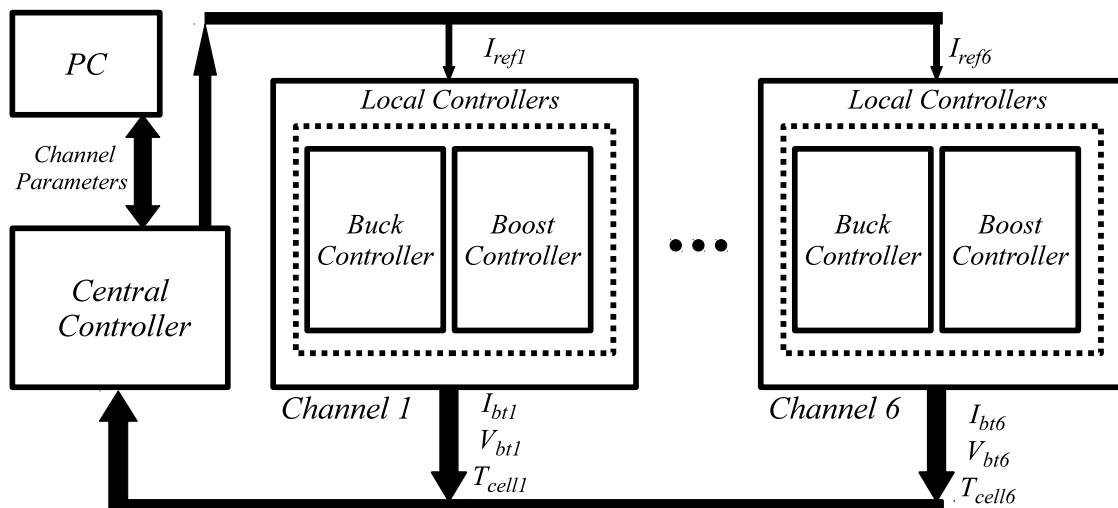 PC
Channel
Parameters
Central
Controller
I_ref1
Local Controllers
Buck
Controller
Boost
Controller
Channel 1
I_bt1
V_bt1
T_cell1
I_ref6
Local Controllers
Buck
Controller
Boost
Controller
Channel 6
I_bt6
V_bt6
T_cell6